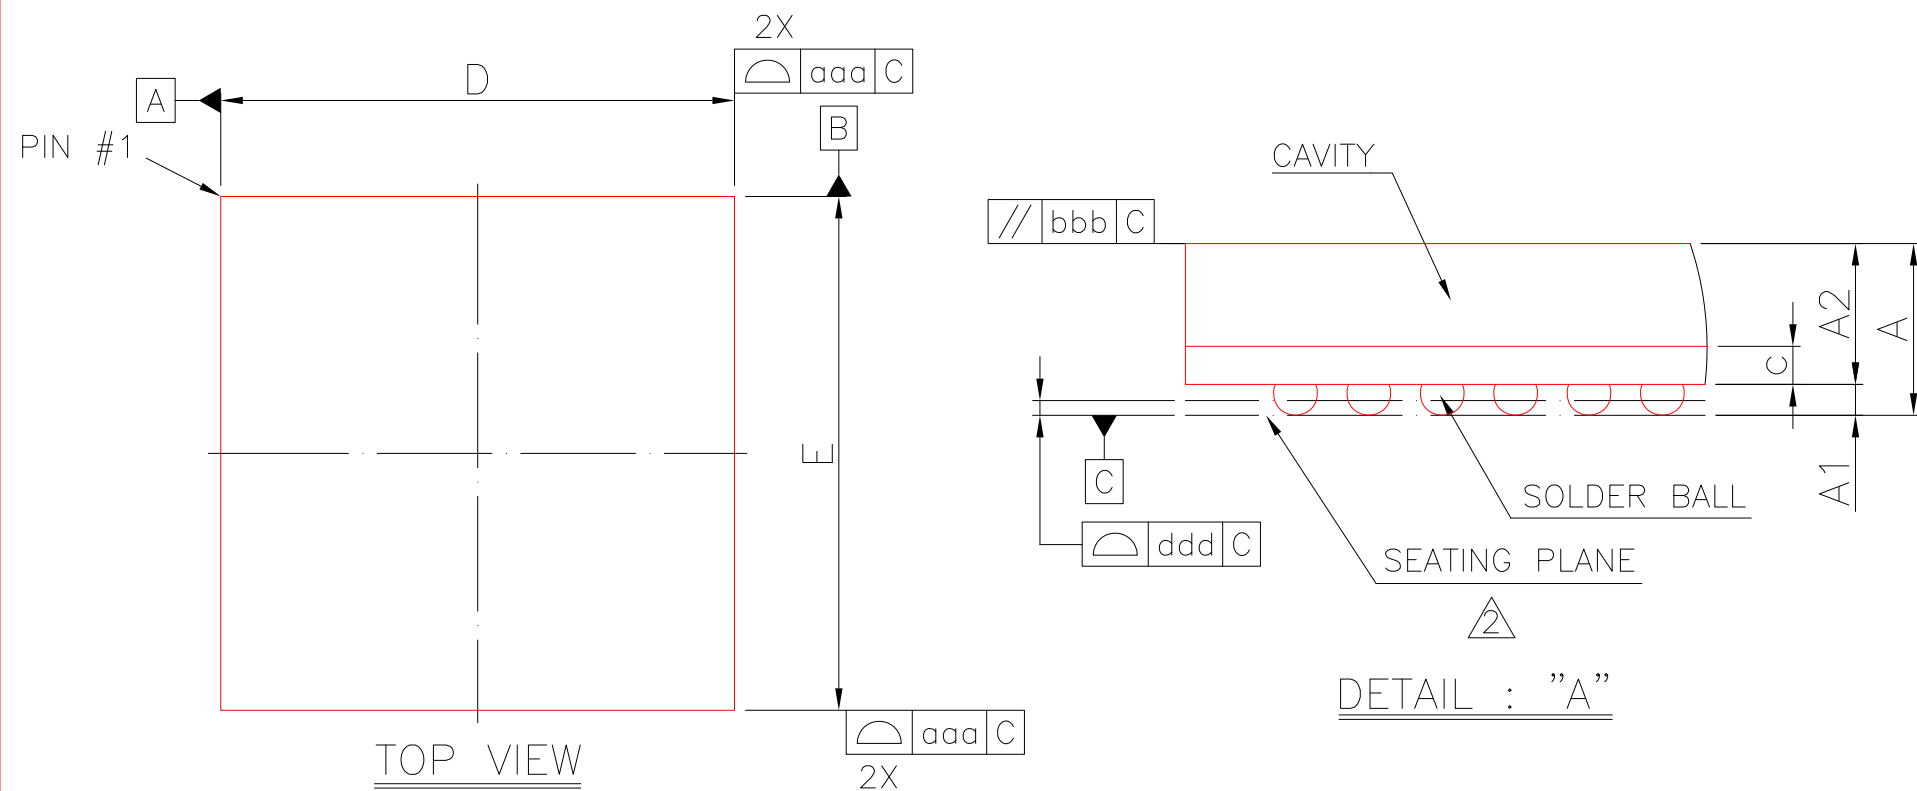 2X
D
aaa C
A
B
PIN #1
E
aaa C
2X
TOP VIEW
CAVITY
// bbb C
A2
A
c
A1
C
SOLDER BALL
ddd C
SEATING PLANE
2
DETAIL : "A"